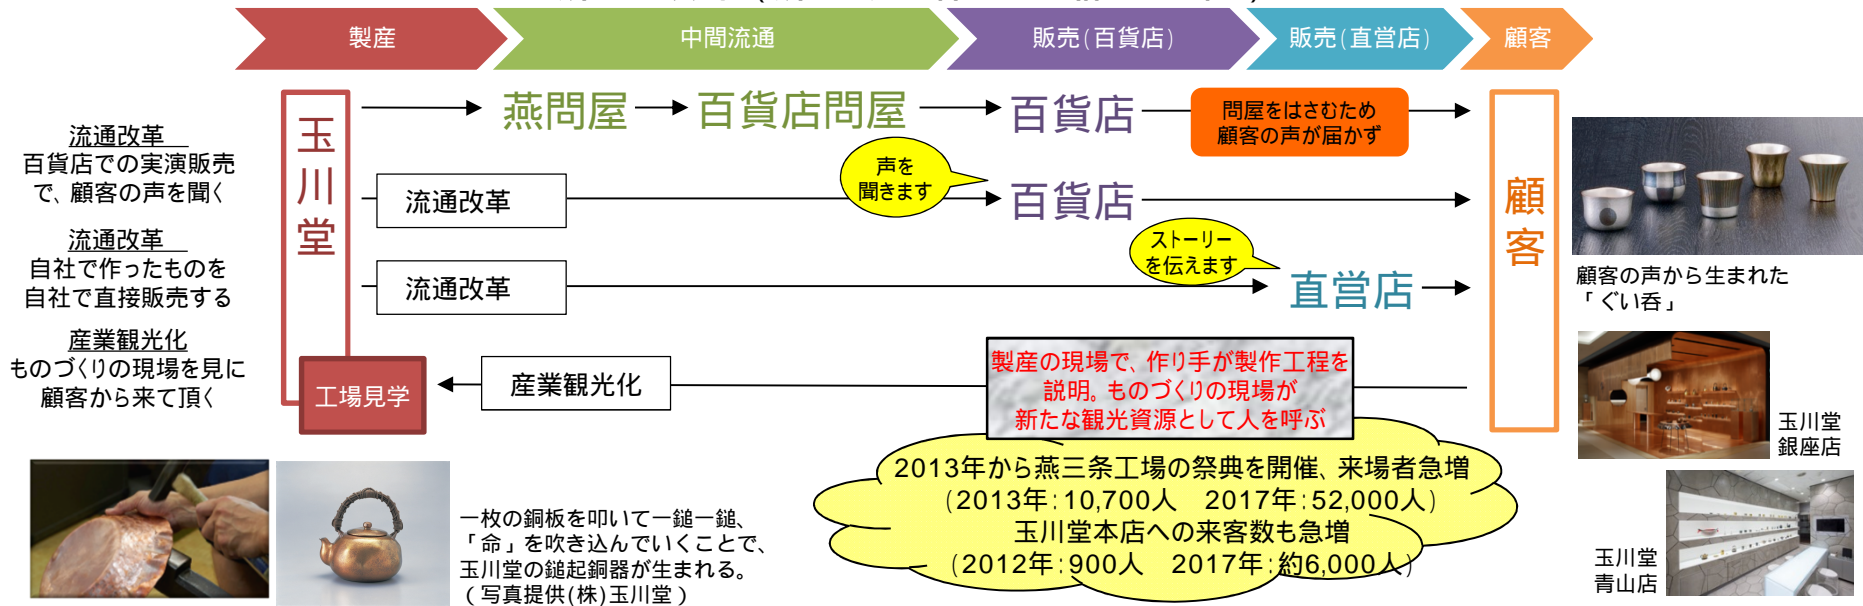 製産
中間流通
販売(百貨店)
販売(直営店)
顧客
玉川堂
燕問屋
百貨店問屋
百貨店
問屋をはさむため
顧客の声が届かず
顧客
流通改革
百貨店での実演販売
で、顧客の声を聞く
流通改革
声を
聞きます
百貨店
流通改革
自社で作ったものを
自社で直接販売する
流通改革
ストーリー
を伝えます
直営店
顧客の声から生まれた
「ぐい呑」
産業観光化
ものづくりの現場を見に
顧客から来て頂く
工場見学
産業観光化
製産の現場で、作り手が製作工程を
説明。ものづくりの現場が
新たな観光資源として人を呼ぶ
玉川堂
銀座店
2013年から燕三条工場の祭典を開催、来場者急増
(2013年:10,700人　2017年:52,000人)
玉川堂本店への来客数も急増
(2012年:900人　2017年:約6,000人)
一枚の銅板を叩いて一鎚一鎚、
「命」を吹き込んでいくことで、
玉川堂の鎚起銅器が生まれる。
(写真提供(株)玉川堂)
玉川堂
青山店